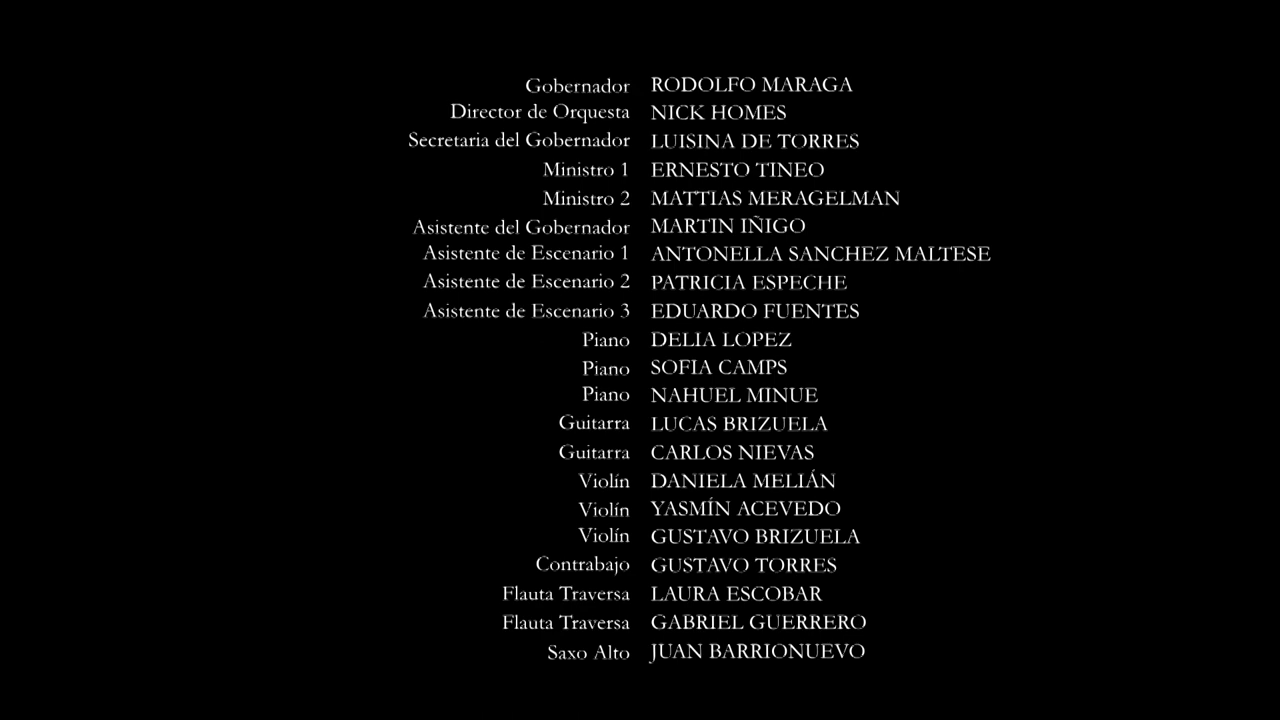 Gobernador RODOLFO MARAGA
Director de Orquesta NICK HOMES
Secretaria del Gobernador LUISINA DE TORRES
Ministro 1 ERNESTO TINEO
Ministro 2 MATTIAS MERAGELMAN
Asistente del Gobernador MARTIN IÑIGO
Asistente de Escenario 1 ANTONELLA SANCHEZ MALTESE
Asistente de Escenario 2 PATRICIA ESPECHE
Asistente de Escenario 3 EDUARDO FUENTES
Piano DELIA LOPEZ
Piano SOFIA CAMPS
Piano NAHUEL MINUE
Guitarra LUCAS BRIZUELA
Guitarra CARLOS NIEVAS
Violín DANIELA MELIÁN
Violín YASMÍN ACEVEDO
Violín GUSTAVO BRIZUELA
Contrabajo GUSTAVO TORRES
Flauta Traversa LAURA ESCOBAR
Flauta Traversa GABRIEL GUERRERO
Saxo Alto JUAN BARRIONUEVO